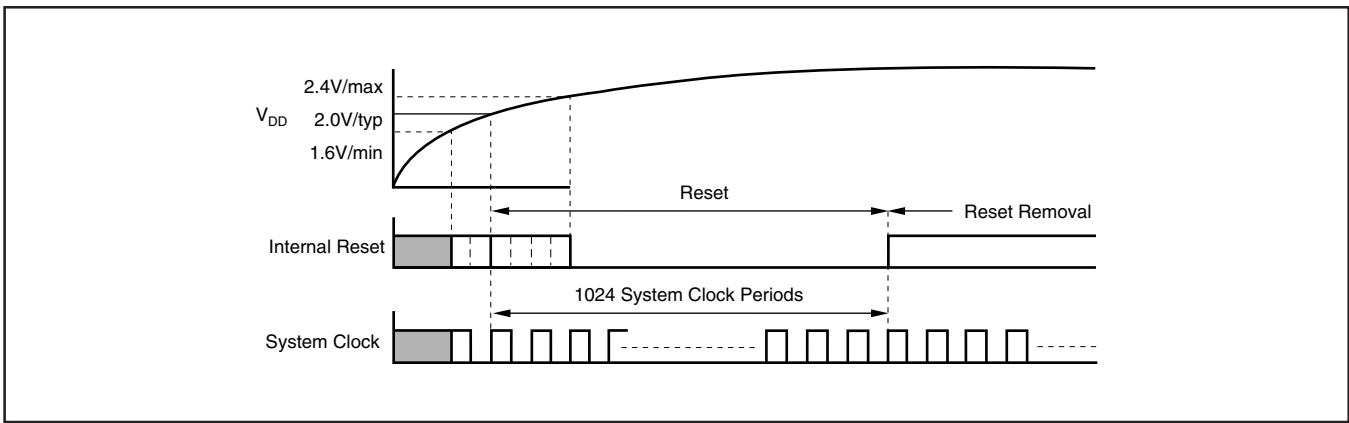 2.4V/max
VDD 2.0V/typ
1.6V/min
Reset
Reset Removal
Internal Reset
1024 System Clock Periods
System Clock